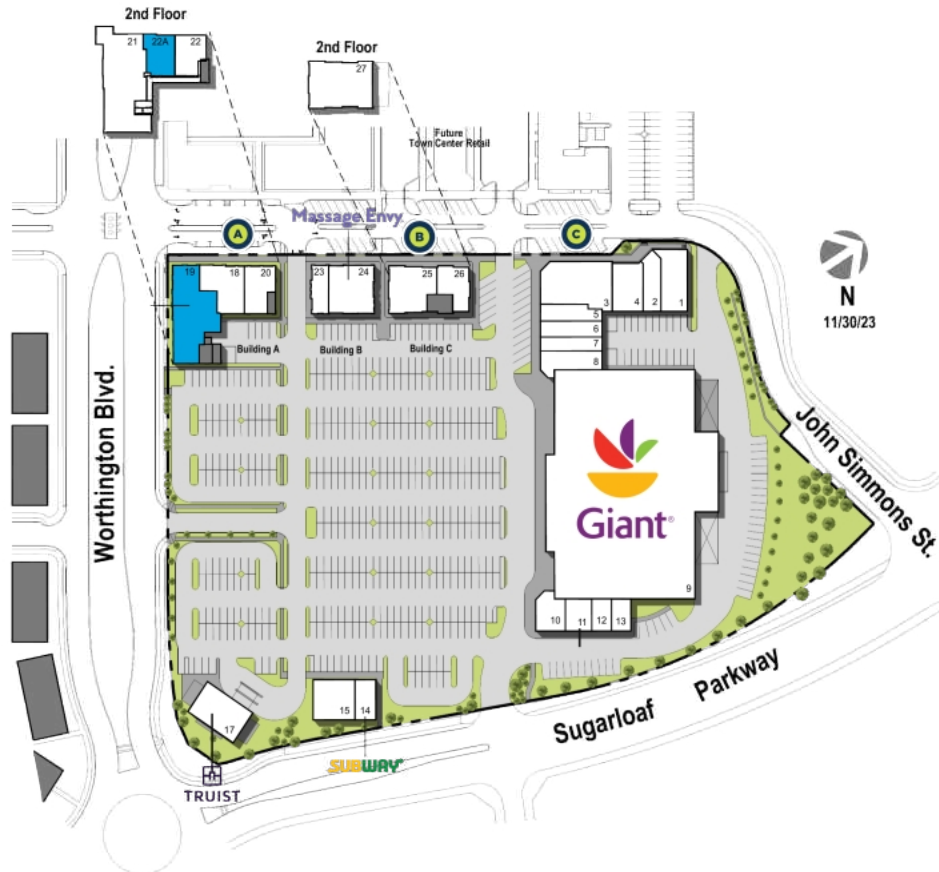 2nd Floor
21
22A
22
2nd Floor
27
Future
Town Center Retail
Massage Envy
A
B
C
19
18
20
23
24
25
26
3
4
2
1
5
6
7
8
Building A
Building B
Building C
N
11/30/23
Worthington Blvd.
John Simmons St.
Giant®
9
10
11
12
13
Sugarloaf Parkway
17
15
14
SUBWAY
TRUIST